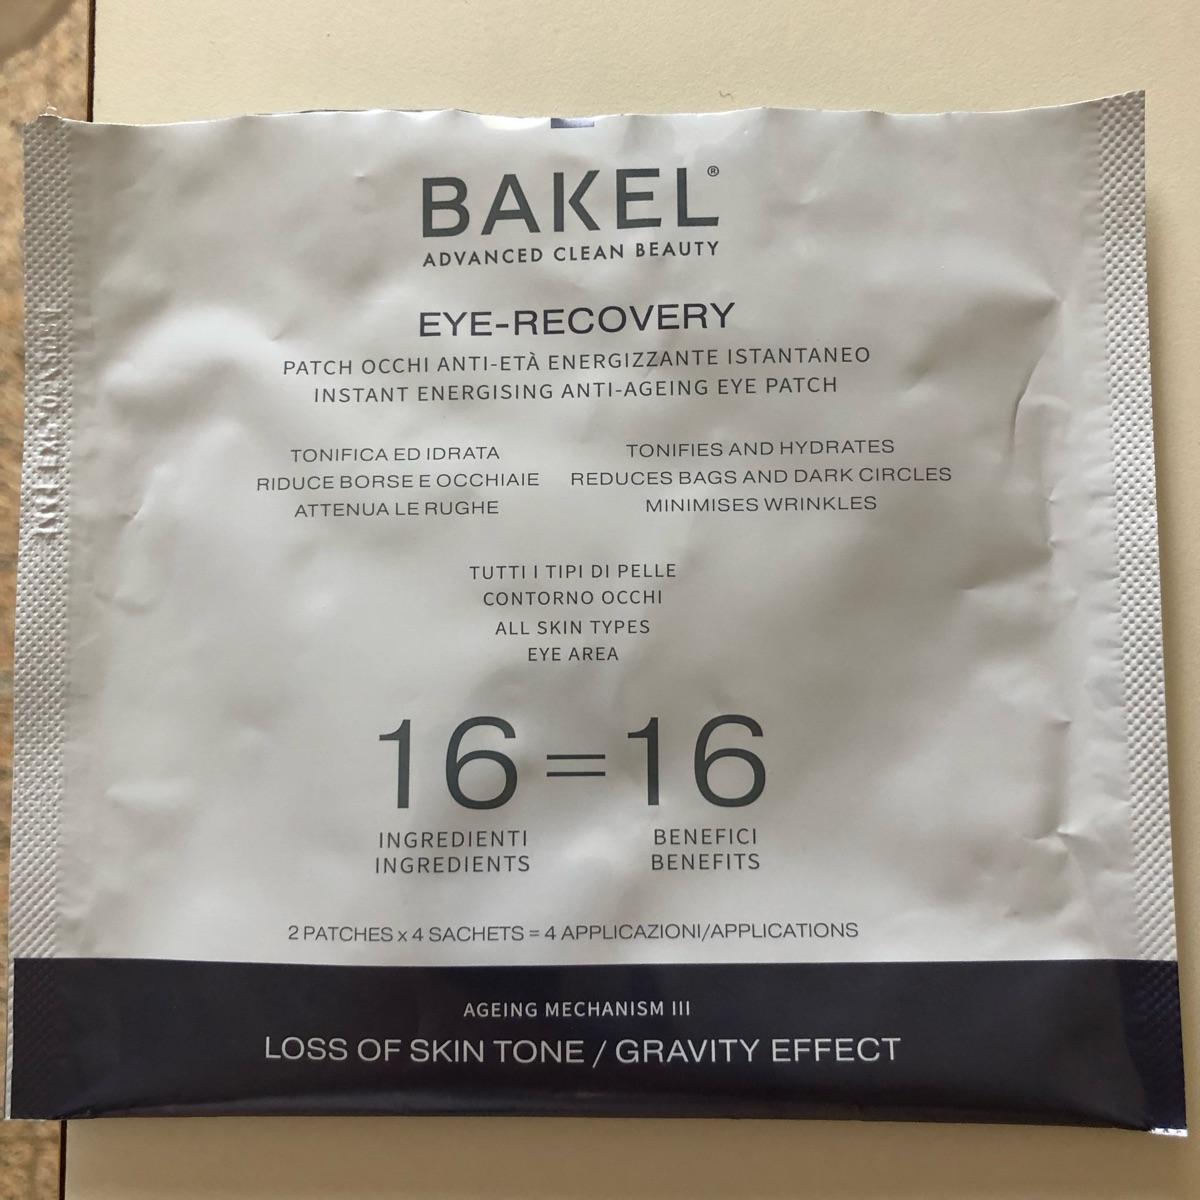 BAKEL®
ADVANCED CLEAN BEAUTY
EYE-RECOVERY
PATCH OCCHI ANTI-ETÀ ENERGIZZANTE ISTANTANEO
INSTANT ENERGISING ANTI-AGEING EYE PATCH
TONIFICA ED IDRATA
RIDUCE BORSE E OCCHIAIE
ATTENUA LE RUGHE
TONIFIES AND HYDRATES
REDUCES BAGS AND DARK CIRCLES
MINIMISES WRINKLES
TUTTI I TIPI DI PELLE
CONTORNO OCCHI
ALL SKIN TYPES
EYE AREA
16=16
INGREDIENTI BENEFICI
INGREDIENTS BENEFITS
2 PATCHES x 4 SACHETS = 4 APPLICAZIONI/APPLICATIONS
AGEING MECHANISM III
LOSS OF SKIN TONE / GRAVITY EFFECT